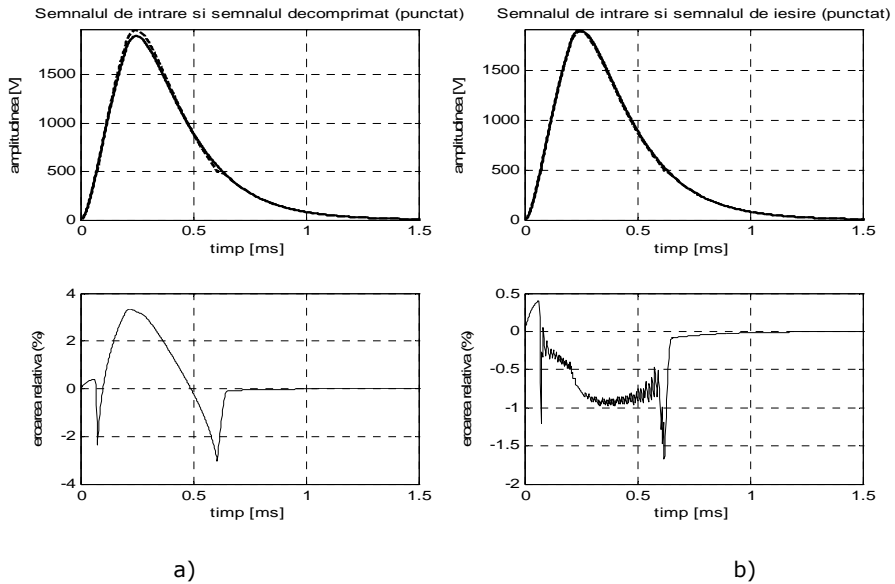 Semnalul de intrare si semnalul decomprimat (punctat)
amplitudinea [V]
1500
1000
500
0
0
0.5
1
1.5
timp [ms]
Semnalul de intrare si semnalul de iesire (punctat)
amplitudinea [V]
1500
1000
500
0
0
0.5
1
1.5
timp [ms]
eroarea relativa (%)
4
2
0
-2
-4
0
0.5
1
1.5
timp [ms]
eroarea relativa (%)
0.5
0
-0.5
-1
-1.5
-2
0
0.5
1
1.5
timp [ms]
a)
b)